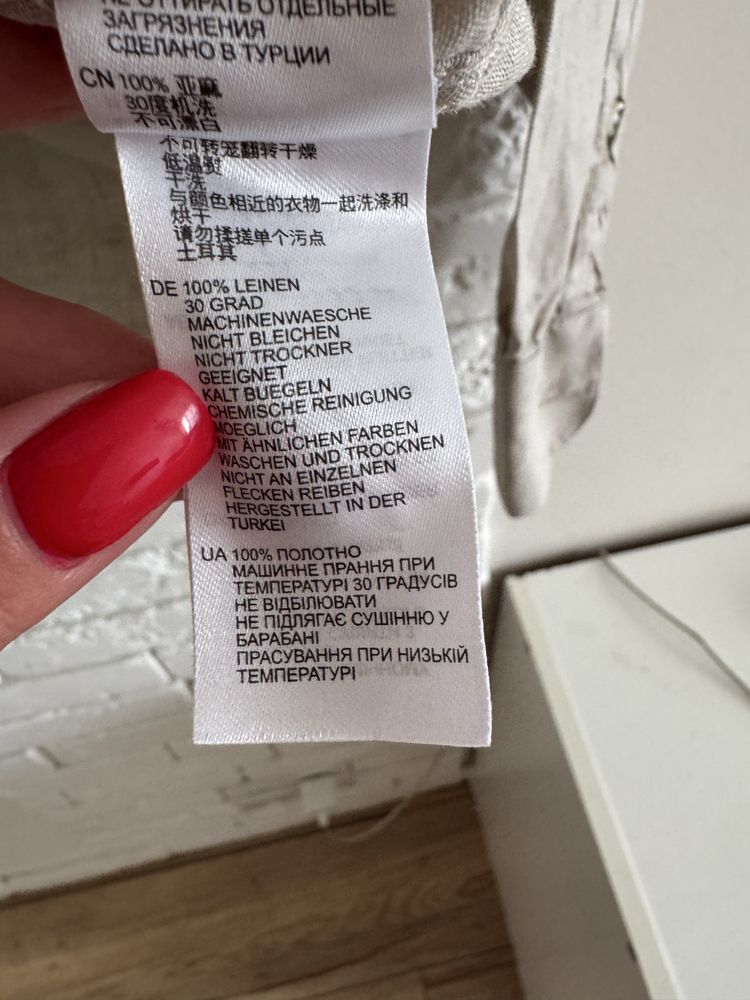 НЕ ОТТИРАТЬ ОТДЕЛЬНЫЕ
ЗАГРЯЗНЕНИЯ
СДЕЛАНО В ТУРЦИИ
CN 100% 亚麻
30度机洗
不可漂白
不可转笼翻转干燥
低温熨
干洗
与颜色相近的衣物一起洗涤和
烘干
请勿揉搓单个污点
土耳其
DE 100% LEINEN
30 GRAD
MACHINENWAESCHE
NICHT BLEICHEN
NICHT TROCKNER
GEEIGNET
KALT BUEGELN
CHEMISCHE REINIGUNG
MOEGLICH
MIT ÄHNLICHEN FARBEN
WASCHEN UND TROCKNEN
NICHT AN EINZELNEN
FLECKEN REIBEN
HERGESTELLT IN DER
TURKEI
UA 100% ПОЛОТНО
МАШИННЕ ПРАННЯ ПРИ
ТЕМПЕРАТУРІ 30 ГРАДУСІВ
НЕ ВІДБІЛЮВАТИ
НЕ ПІДЛЯГАЄ СУШІННЮ У
БАРАБАНІ
ПРАСУВАННЯ ПРИ НИЗЬКІЙ
ТЕМПЕРАТУРІ